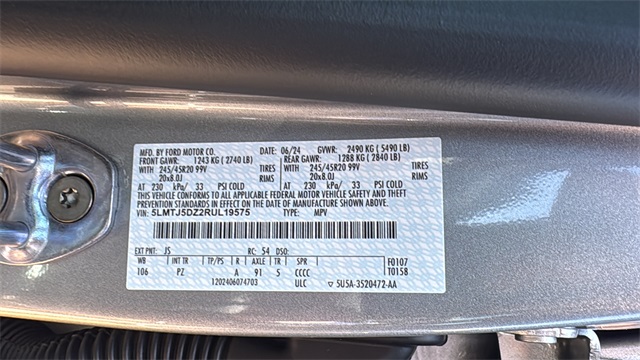 MFD. BY FORD MOTOR CO. DATE: 06/24 GVWR: 2490 KG ( 5490 LB)
FRONT GAWR: 1243 KG ( 2740 LB) REAR GAWR: 1288 KG ( 2840 LB)
WITH 245/45R20 99V TIRES WITH 245/45R20 99V TIRES
20x8.0J RIMS 20x8.0J RIMS
AT 230 kPa/ 33 PSI COLD AT 230 kPa/ 33 PSI COLD
THIS VEHICLE CONFORMS TO ALL APPLICABLE FEDERAL MOTOR VEHICLE SAFETY AND THEFT
PREVENTION STANDARDS IN EFFECT ON THE DATE OF MANUFACTURE SHOWN ABOVE.
VIN: 5LMTJ5DZ2RUL19575 TYPE: MPV
EXT PNT: JS RC: 54 DSO:
WB INT TR TP/PS R AXLE TR SPR F0107
106 PZ A 91 5 CCCC T0158
1202406074703 ULC ▽ 5U5A-3520472-AA